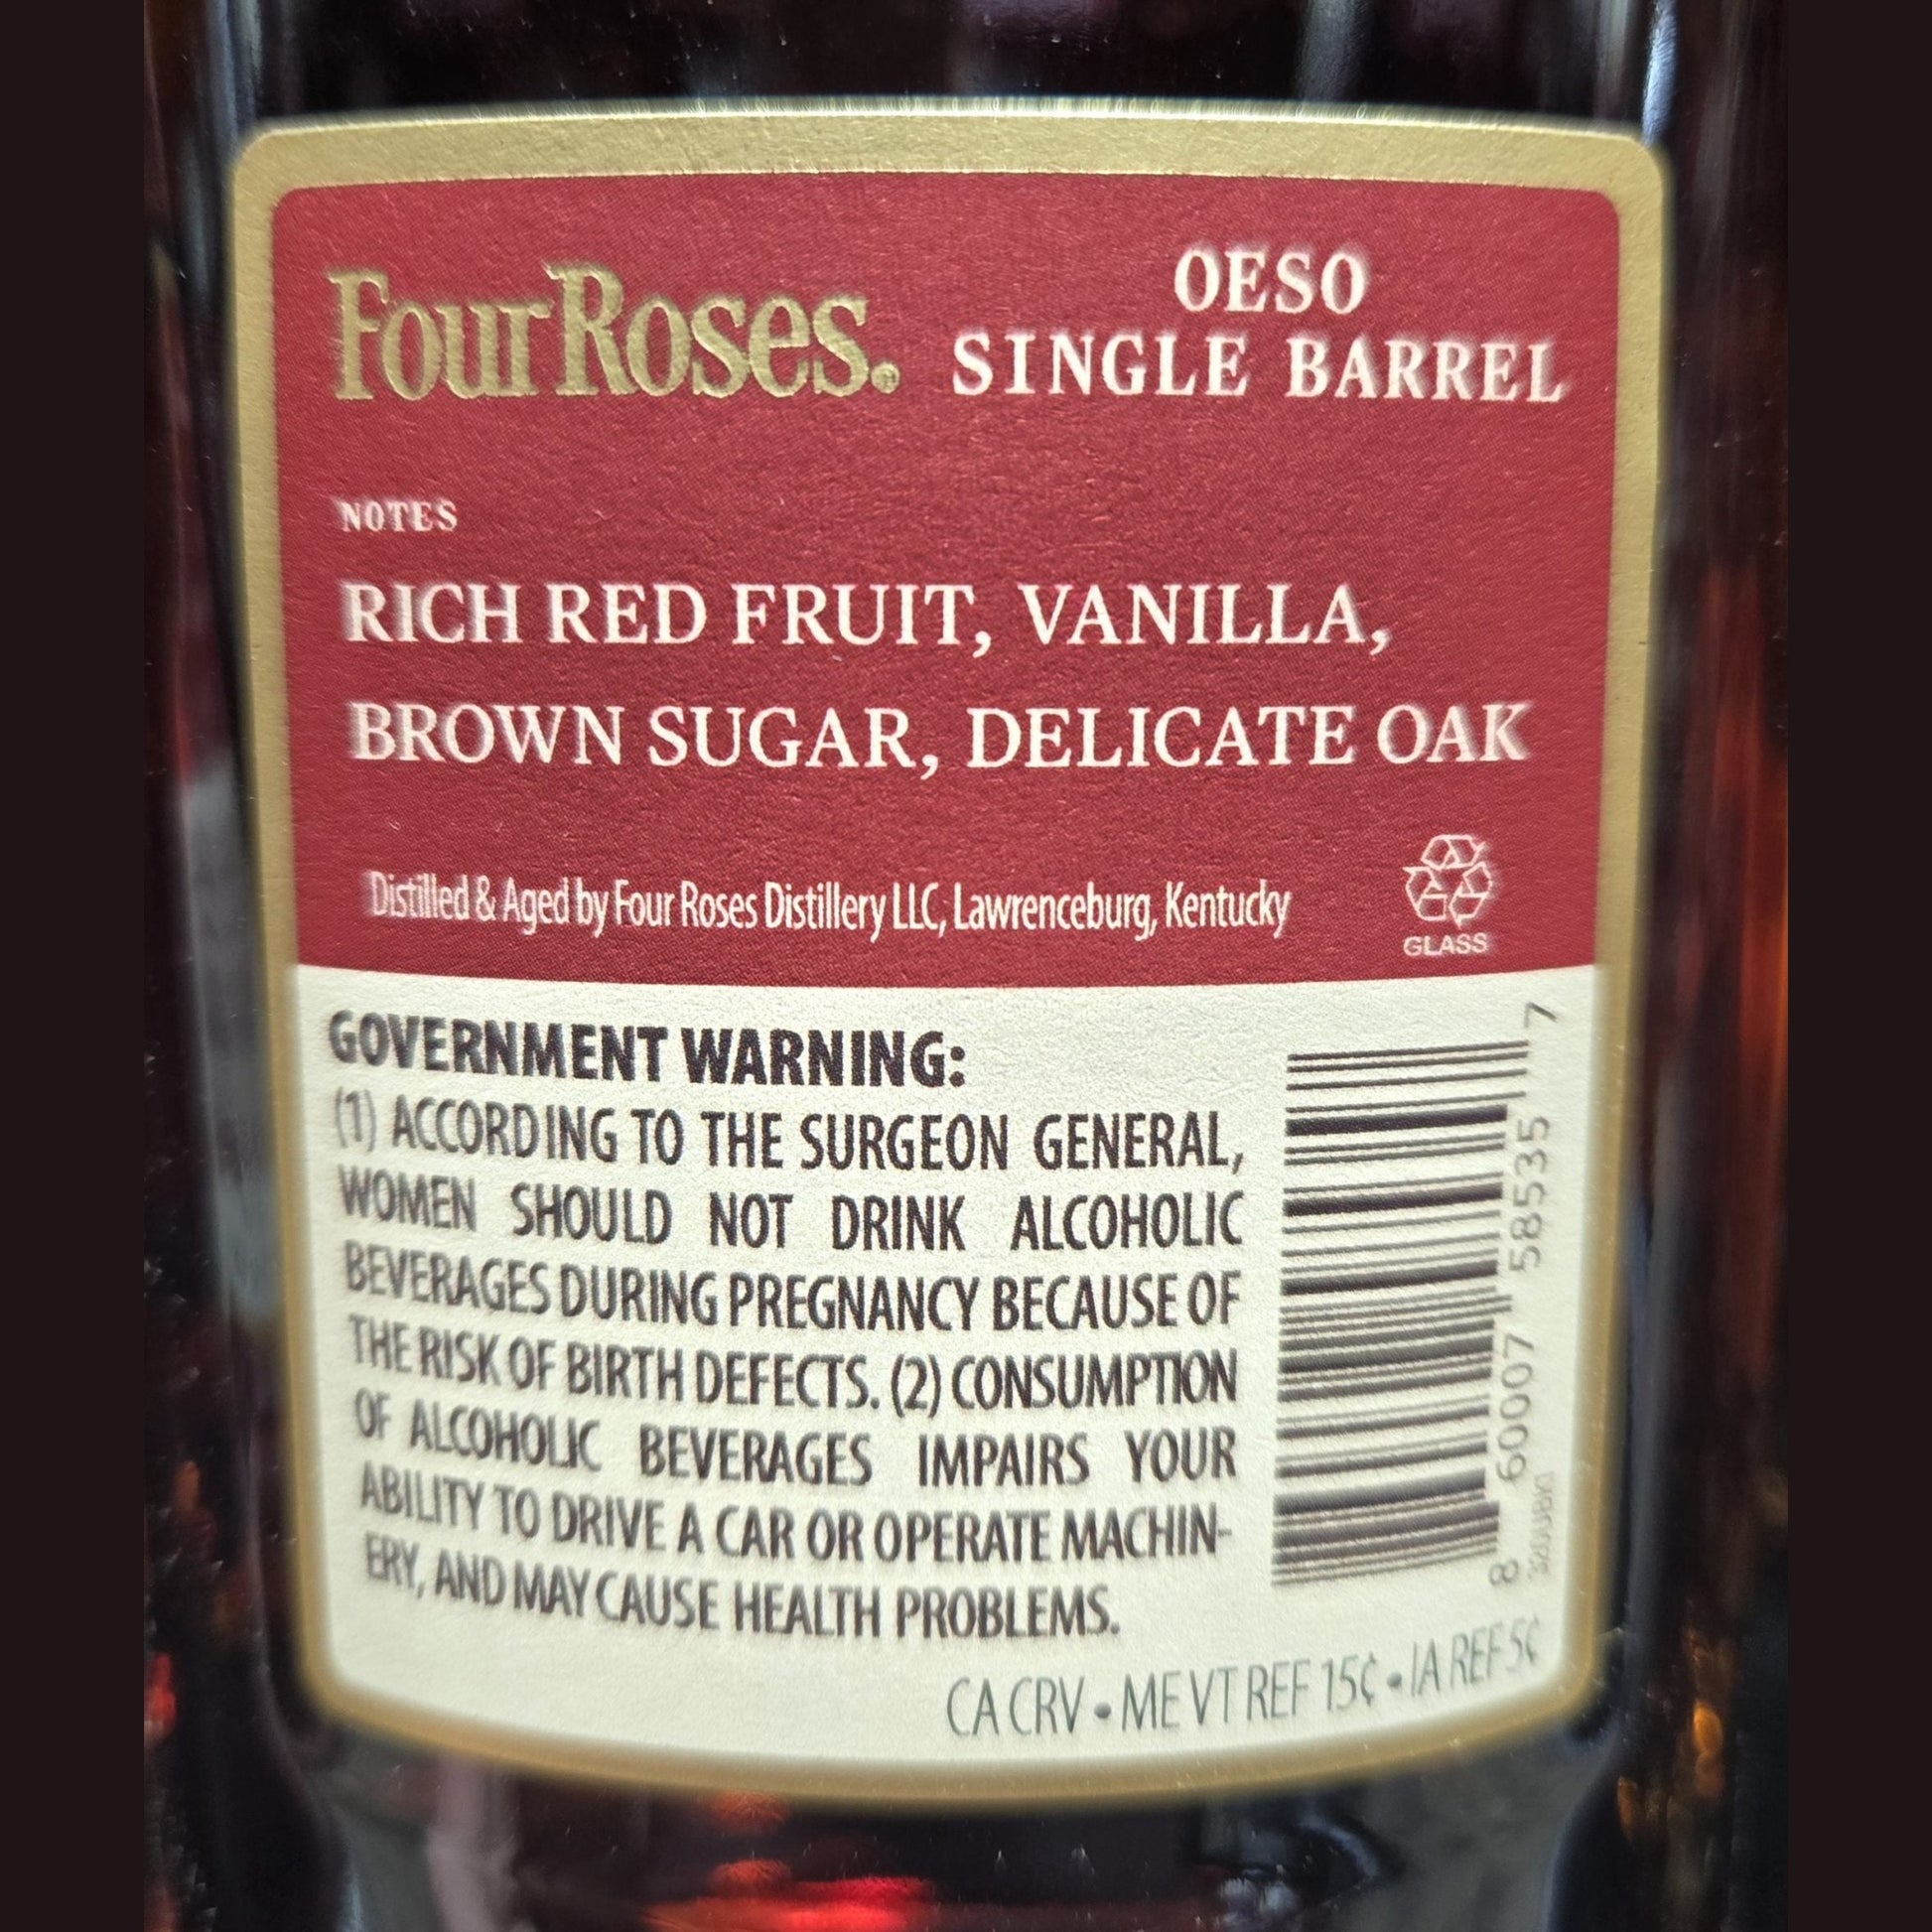 Four Roses®
OESO
SINGLE BARREL
NOTES
RICH RED FRUIT, VANILLA,
BROWN SUGAR, DELICATE OAK
Distilled & Aged by Four Roses Distillery LLC, Lawrenceburg, Kentucky
GLASS
GOVERNMENT WARNING:
(1) ACCORDING TO THE SURGEON GENERAL,
WOMEN SHOULD NOT DRINK ALCOHOLIC
BEVERAGES DURING PREGNANCY BECAUSE OF
THE RISK OF BIRTH DEFECTS. (2) CONSUMPTION
OF ALCOHOLIC BEVERAGES IMPAIRS YOUR
ABILITY TO DRIVE A CAR OR OPERATE MACHIN-
ERY, AND MAY CAUSE HEALTH PROBLEMS.
8 60007 58535 7
CA CRV • ME VT REF 15¢ • IA REF 5¢